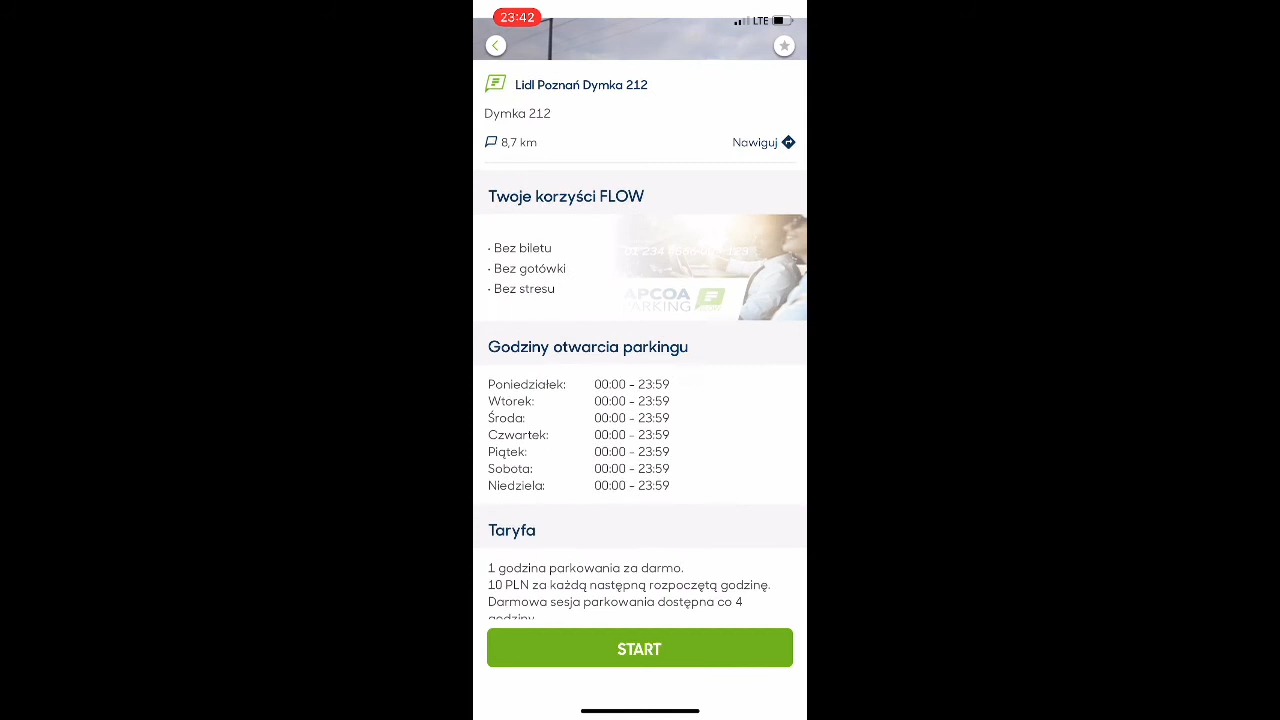 23:42
LTE
Lidl Poznań Dymka 212
Dymka 212
8,7 km
Nawiguj
Twoje korzyści FLOW
· Bez biletu
· Bez gotówki
· Bez stresu
APCOA
PARKING
Godziny otwarcia parkingu
Poniedziałek: 00:00 - 23:59
Wtorek: 00:00 - 23:59
Środa: 00:00 - 23:59
Czwartek: 00:00 - 23:59
Piątek: 00:00 - 23:59
Sobota: 00:00 - 23:59
Niedziela: 00:00 - 23:59
Taryfa
1 godzina parkowania za darmo.
10 PLN za każdą następną rozpoczętą godzinę.
Darmowa sesja parkowania dostępna co 4
godziny.
START